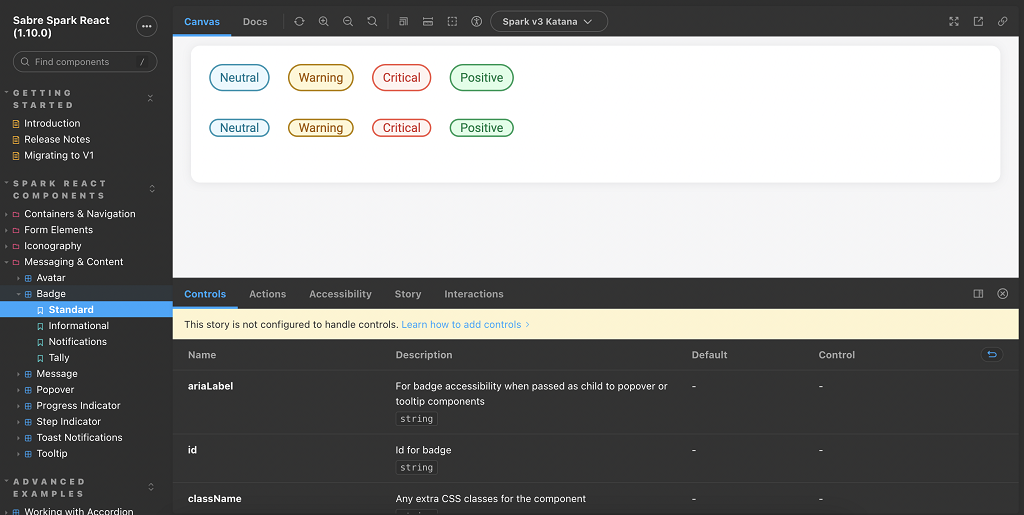 Sabre Spark React
(1.10.0)
Find components /
GETTING
STARTED
Introduction
Release Notes
Migrating to V1
SPARK REACT
COMPONENTS
Containers & Navigation
Form Elements
Iconography
Messaging & Content
Avatar
Badge
Standard
Informational
Notifications
Tally
Message
Popover
Progress Indicator
Step Indicator
Toast Notifications
Tooltip
ADVANCED
EXAMPLES
Working with Accordion
Canvas Docs Spark v3 Katana
Neutral Warning Critical Positive
Neutral Warning Critical Positive
Controls Actions Accessibility Story Interactions
This story is not configured to handle controls. Learn how to add controls
Name Description Default Control
ariaLabel For badge accessibility when passed as child to popover or - -
tooltip components
string
id Id for badge - -
string
className Any extra CSS classes for the component - -